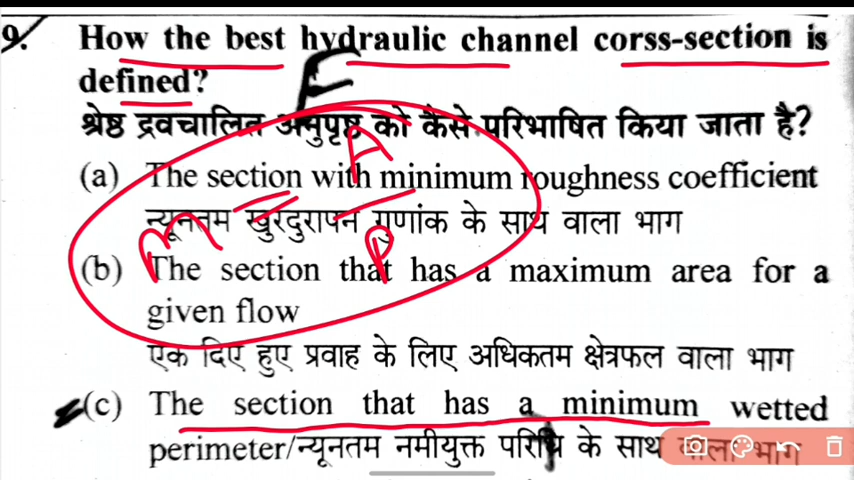 9. How the best hydraulic channel corss-section is
defined?
E
श्रेष्ठ द्रवचालित अनुपृष्ठ को कैसे परिभाषित किया जाता है?
(a) The section with minimum roughness coefficient
न्यूनतम खुरदुरापन गुणांक के साथ वाला भाग
m = A
P
(b) The section that has a maximum area for a
given flow
एक दिए हुए प्रवाह के लिए अधिकतम क्षेत्रफल वाला भाग
(c) The section that has a minimum wetted
perimeter/न्यूनतम नमीयुक्त परिधि के साथ वाला भाग